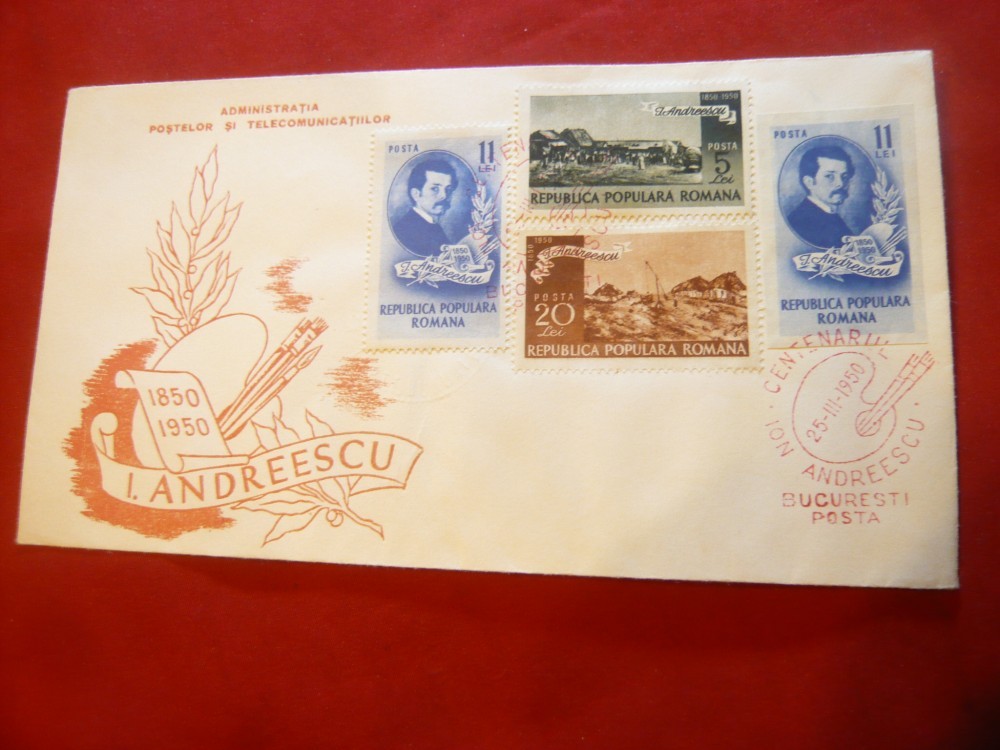 ADMINISTRAȚIA
POȘTELOR ȘI TELECOMUNICAȚIILOR
1850
1950
I. ANDREESCU
POSTA 11
LEI
1850
1950
I. Andreescu
REPUBLICA POPULARA
ROMANA
1850-1950
I. Andreescu
POSTA
5
Lei
REPUBLICA POPULARA ROMANA
1850 1950
I. Andreescu
POSTA
20
Lei
REPUBLICA POPULARA ROMANA
POSTA 11
LEI
1850
1950
I. Andreescu
REPUBLICA POPULARA
ROMANA
CENTENARUL
25-III-1950
ION ANDREESCU
BUCURESTI
POSTA